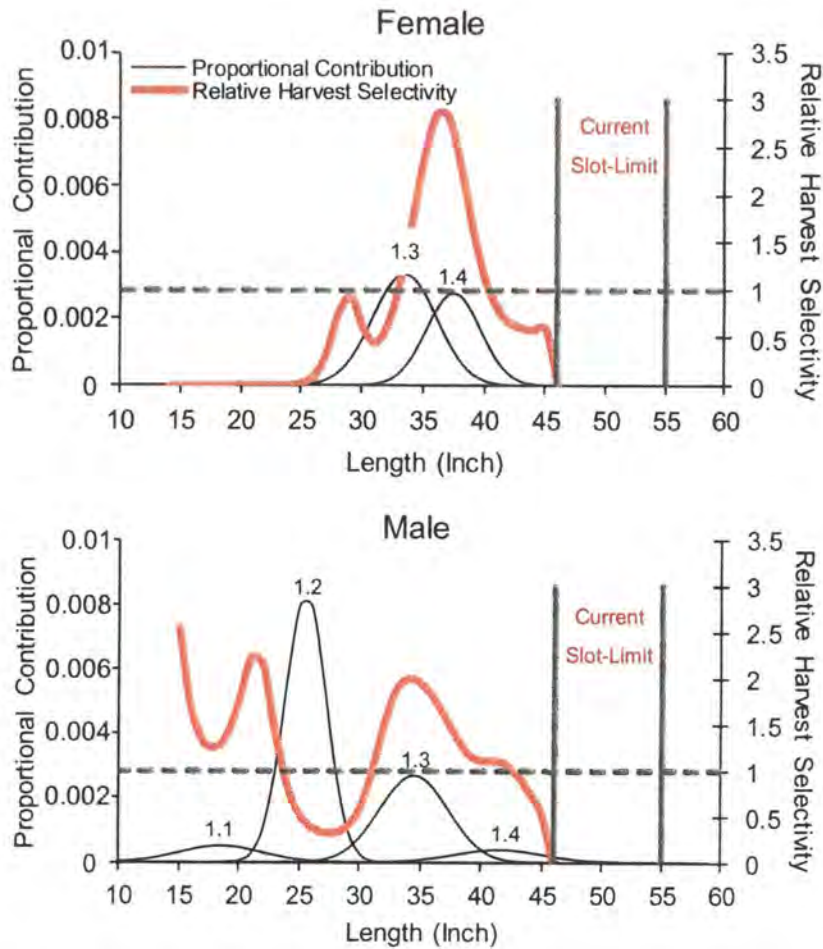 Female
0.01
0.008
0.006
0.004
0.002
0
Proportional Contribution
Proportional Contribution
Relative Harvest Selectivity
1.3
1.4
Current
Slot-Limit
3.5
3
2.5
2
1.5
1
0.5
0
Relative Harvest Selectivity
10 15 20 25 30 35 40 45 50 55 60
Length (Inch)
Male
0.01
0.008
0.006
0.004
0.002
0
Proportional Contribution
1.1
1.2
1.3
1.4
Current
Slot-Limit
3.5
3
2.5
2
1.5
1
0.5
0
Relative Harvest Selectivity
10 15 20 25 30 35 40 45 50 55 60
Length (Inch)